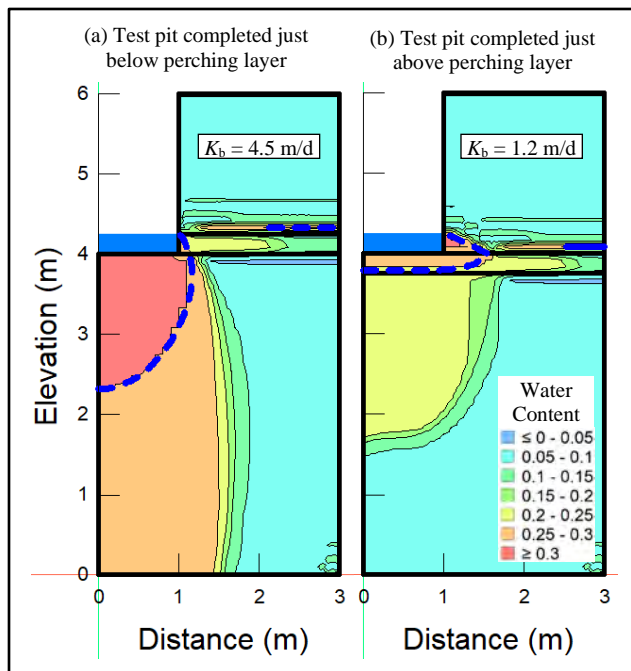 (a) Test pit completed just
below perching layer
(b) Test pit completed just
above perching layer
6
5
4
3
2
1
0
Elevation (m)
K_b = 4.5 m/d
K_b = 1.2 m/d
Water
Content
≤ 0 - 0.05
0.05 - 0.1
0.1 - 0.15
0.15 - 0.2
0.2 - 0.25
0.25 - 0.3
≥ 0.3
0 1 2 3
0 1 2 3
Distance (m)
Distance (m)